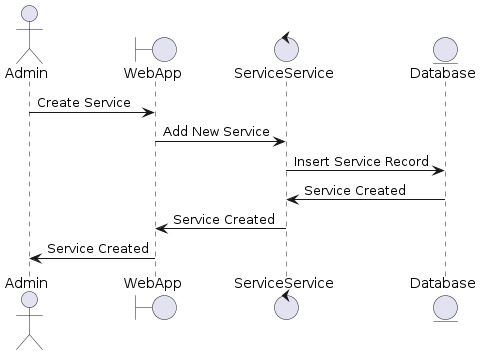 Admin
WebApp
ServiceService
Database
Create Service
Add New Service
Insert Service Record
Service Created
Service Created
Service Created
Admin
WebApp
ServiceService
Database